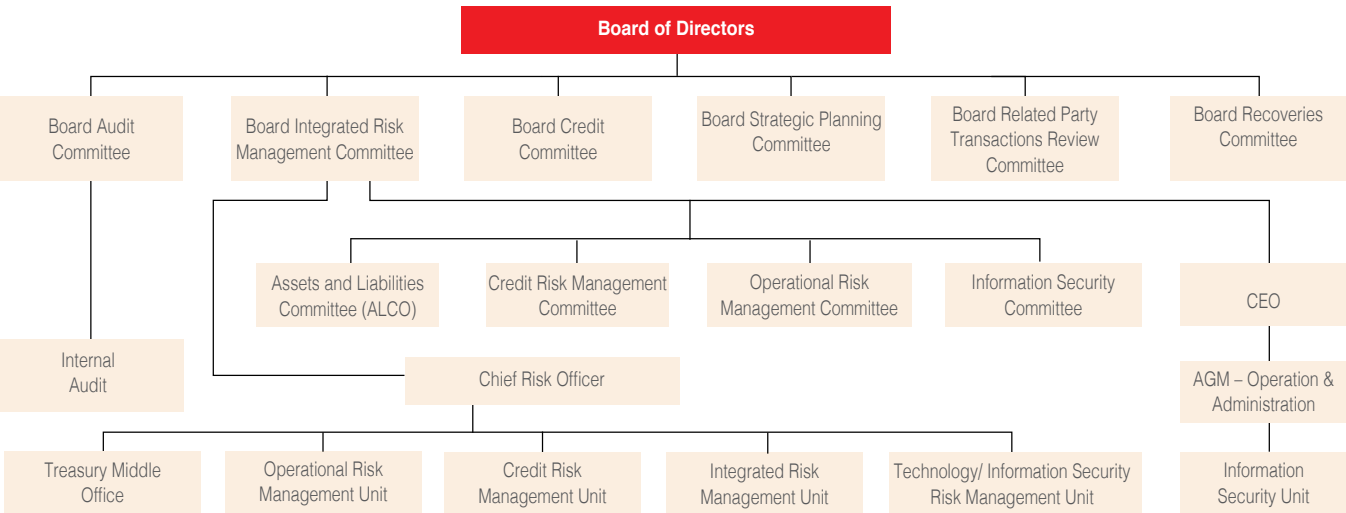 Board of Directors
Board Audit
Committee
Board Integrated Risk
Management Committee
Board Credit
Committee
Board Strategic Planning
Committee
Board Related Party
Transactions Review
Committee
Board Recoveries
Committee
Assets and Liabilities
Committee (ALCO)
Credit Risk Management
Committee
Operational Risk
Management Committee
Information Security
Committee
CEO
Internal
Audit
Chief Risk Officer
AGM – Operation &
Administration
Treasury Middle
Office
Operational Risk
Management Unit
Credit Risk
Management Unit
Integrated Risk
Management Unit
Technology/ Information Security
Risk Management Unit
Information
Security Unit